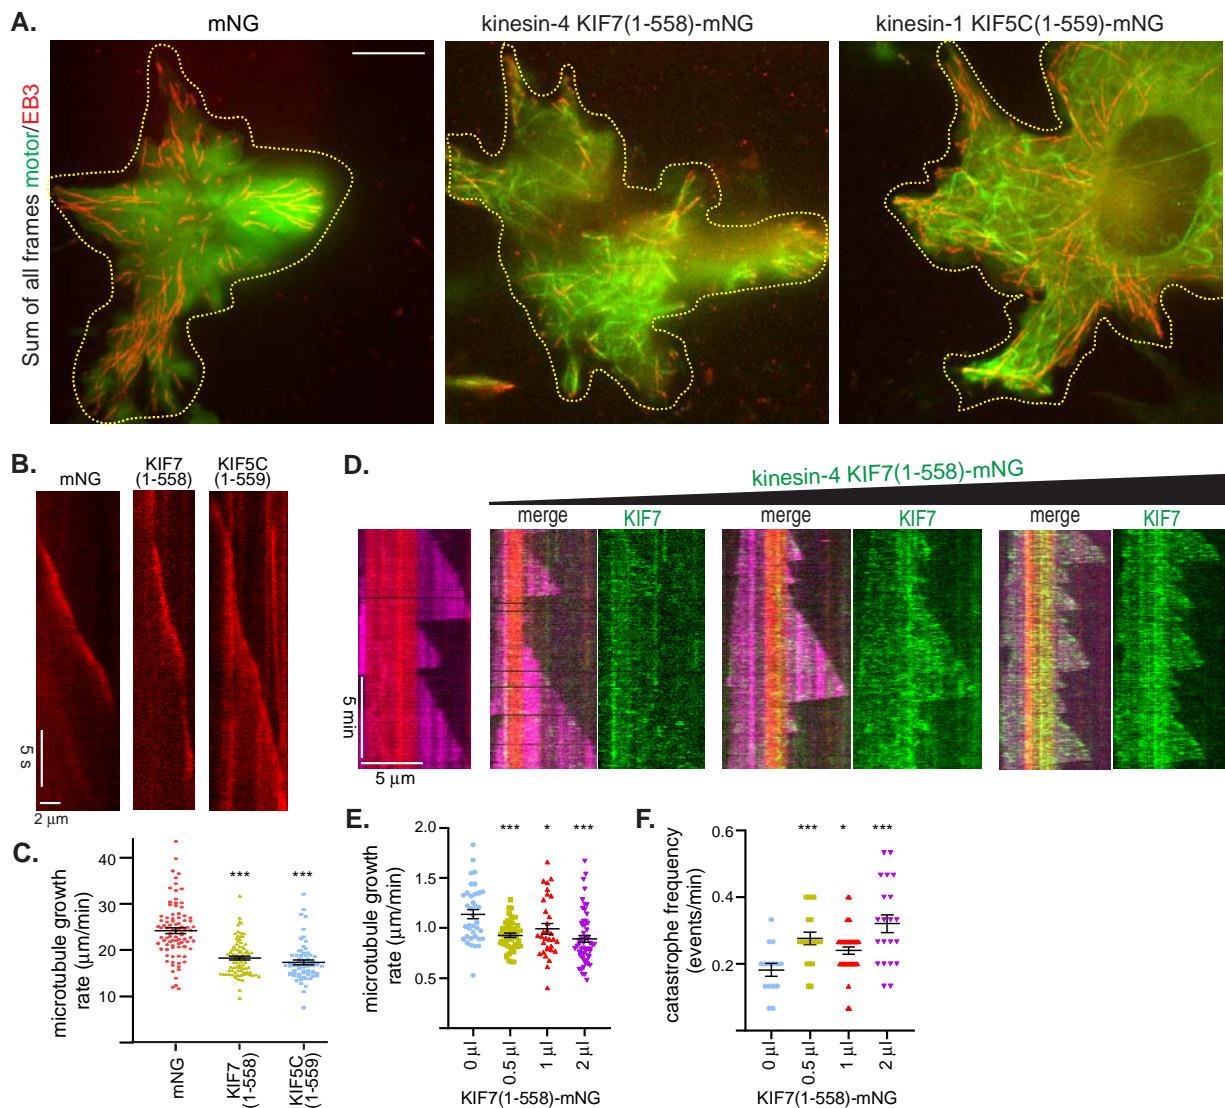 A.
mNG
kinesin-4 KIF7(1-558)-mNG
kinesin-1 KIF5C(1-559)-mNG
Sum of all frames motor/EB3
B.
mNG
KIF7
(1-558)
KIF5C
(1-559)
5 s
2 μm
C.
microtubule growth
rate (μm/min)
40
30
20
10
***
***
mNG
KIF7
(1-558)
KIF5C
(1-559)
D.
kinesin-4 KIF7(1-558)-mNG
merge
KIF7
merge
KIF7
merge
KIF7
5 min
5 μm
E.
microtubule growth
rate (μm/min)
2.0
1.5
1.0
0.5
***
*
***
0 μl
0.5 μl
1 μl
2 μl
KIF7(1-558)-mNG
F.
catastrophe frequency
(events/min)
0.6
0.4
0.2
***
*
***
0 μl
0.5 μl
1 μl
2 μl
KIF7(1-558)-mNG